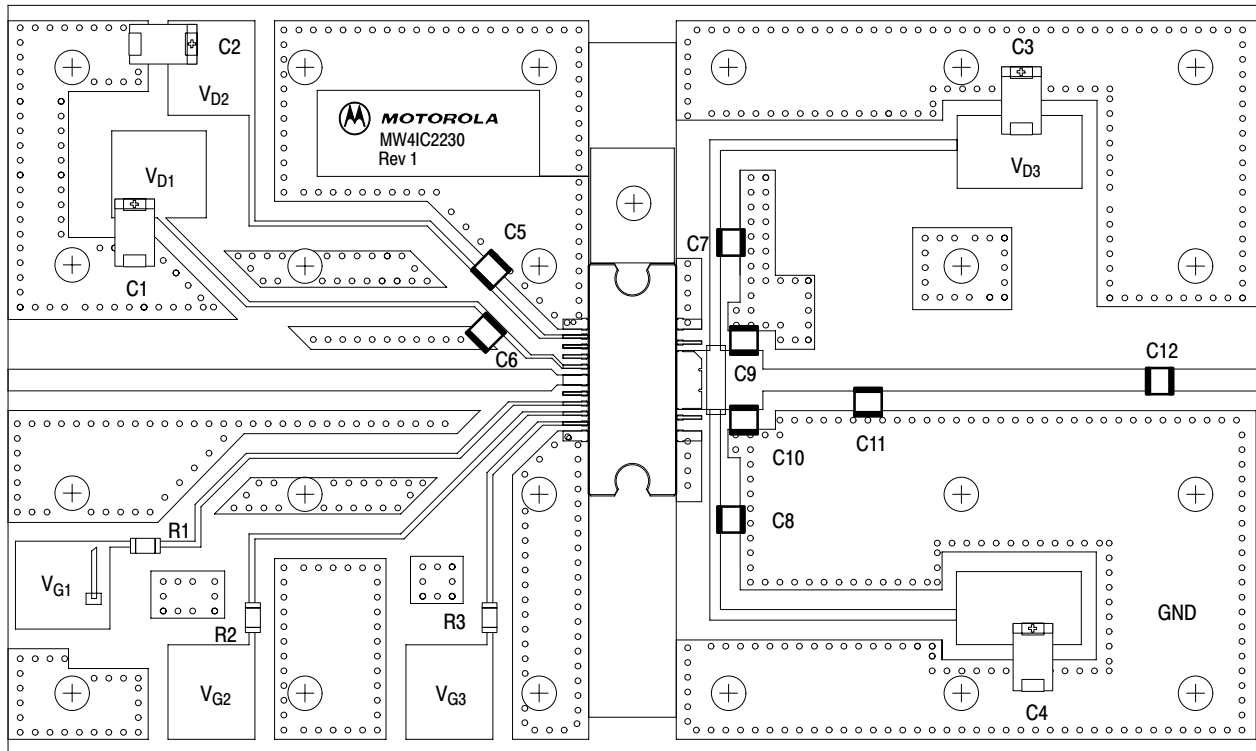 C2
C3
VD2
MOTOROLA
MW4IC2230
Rev 1
VD1
VD3
C5
C7
C1
C6
C9
C12
C10
C11
R1
C8
VG1
R2
R3
GND
VG2
VG3
C4